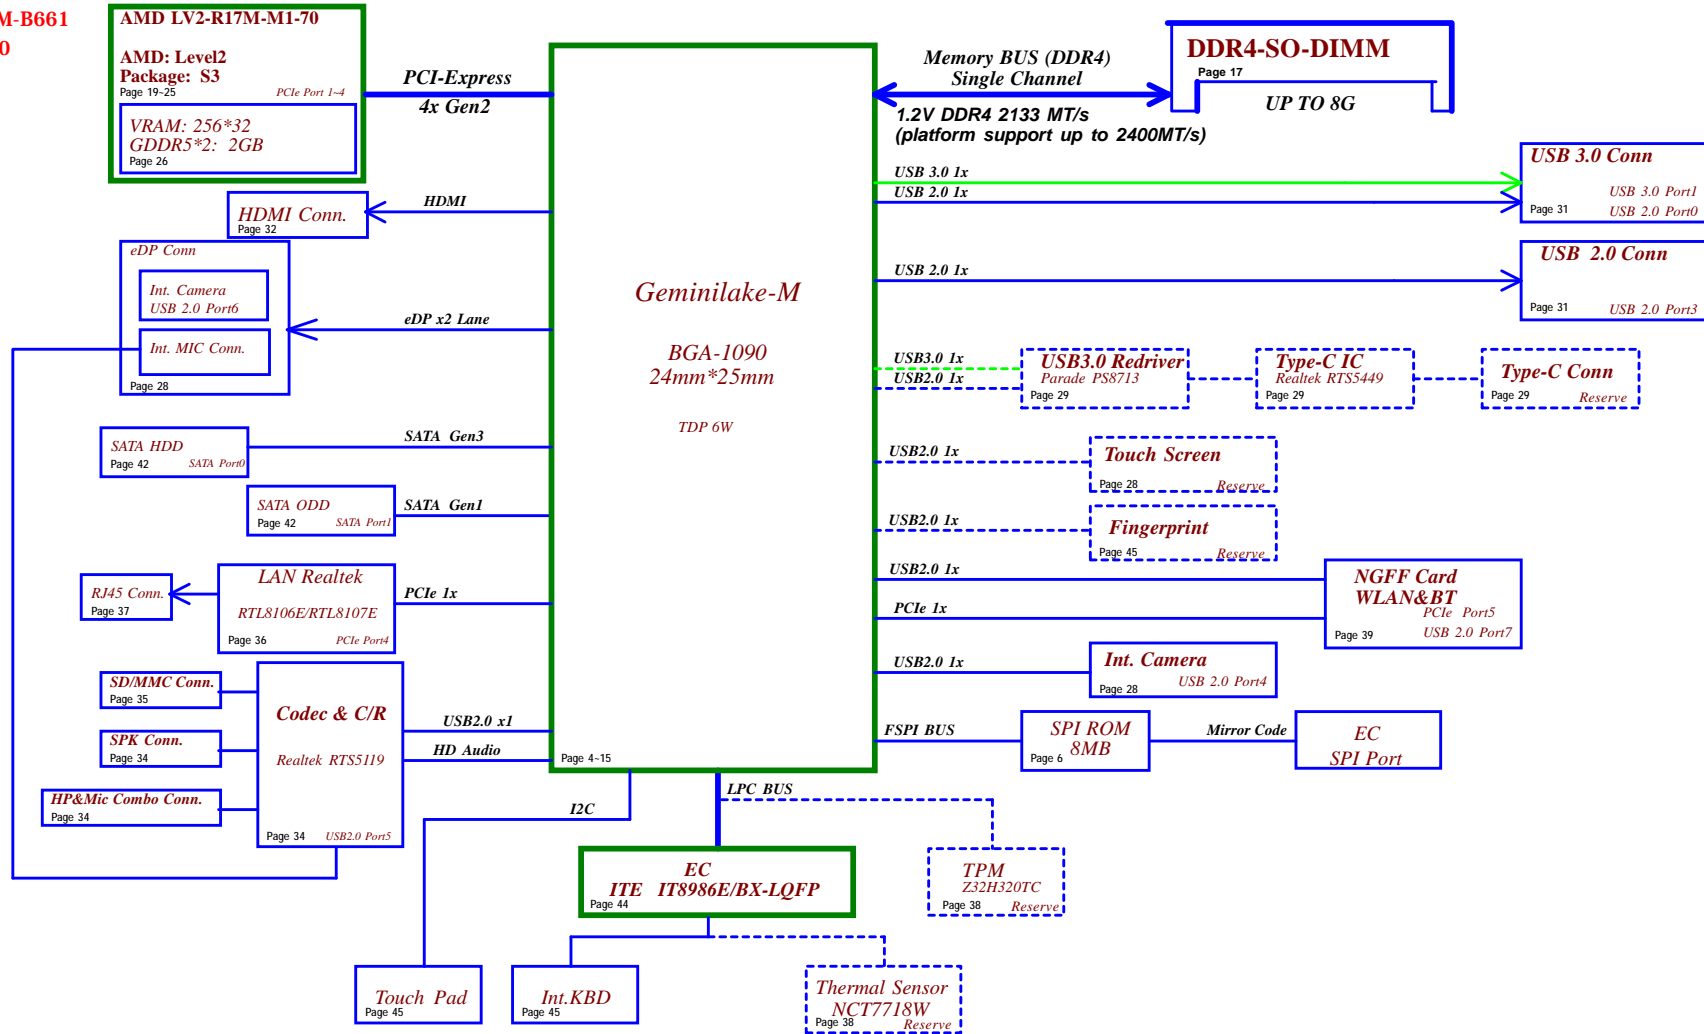 M-B661
0
AMD LV2-R17M-M1-70
AMD: Level2
Package: S3
Page 19~25
PCIe Port 1~4
VRAM: 256*32
GDDR5*2: 2GB
Page 26
PCI-Express
4x Gen2
HDMI Conn.
Page 32
HDMI
eDP Conn
Int. Camera
USB 2.0 Port6
Int. MIC Conn.
Page 28
eDP x2 Lane
SATA HDD
Page 42
SATA Port0
SATA Gen3
SATA ODD
Page 42
SATA Port1
SATA Gen1
RJ45 Conn.
Page 37
LAN Realtek
RTL8106E/RTL8107E
Page 36
PCIe Port4
PCIe 1x
SD/MMC Conn.
Page 35
SPK Conn.
Page 34
HP&Mic Combo Conn.
Page 34
Codec & C/R
Realtek RTS5119
Page 34
USB2.0 Port5
USB2.0 x1
HD Audio
Geminilake-M
BGA-1090
24mm*25mm
TDP 6W
Page 4~15
Memory BUS (DDR4)
Single Channel
1.2V DDR4 2133 MT/s
(platform support up to 2400MT/s)
DDR4-SO-DIMM
Page 17
UP TO 8G
USB 3.0 1x
USB 2.0 1x
USB 3.0 Conn
USB 3.0 Port1
USB 2.0 Port0
Page 31
USB 2.0 1x
USB 2.0 Conn
Page 31
USB 2.0 Port3
USB3.0 1x
USB2.0 1x
USB3.0 Redriver
Parade PS8713
Page 29
Type-C IC
Realtek RTS5449
Page 29
Type-C Conn
Page 29
Reserve
USB2.0 1x
Touch Screen
Page 28
Reserve
USB2.0 1x
Fingerprint
Page 45
Reserve
USB2.0 1x
PCIe 1x
NGFF Card
WLAN&BT
PCIe Port5
USB 2.0 Port7
Page 39
USB2.0 1x
Int. Camera
USB 2.0 Port4
Page 28
FSPI BUS
SPI ROM
8MB
Page 6
Mirror Code
EC
SPI Port
I2C
LPC BUS
EC
ITE IT8986E/BX-LQFP
Page 44
TPM
Z32H320TC
Page 38
Reserve
Touch Pad
Page 45
Int.KBD
Page 45
Thermal Sensor
NCT7718W
Page 38
Reserve